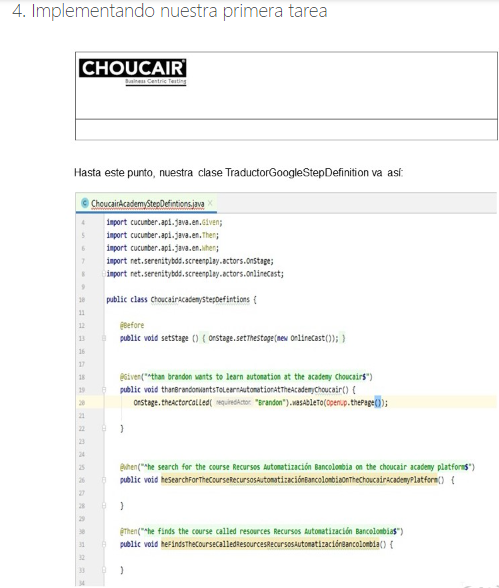 4. Implementando nuestra primera tarea
CHOUCAIR
Business Centric Testing
Hasta este punto, nuestra clase TraductorGoogleStepDefinition va así:
ChoucairAcademyStepDefintions.java
4 import cucumber.api.java.en.Given;
5 import cucumber.api.java.en.Then;
6 import cucumber.api.java.en.When;
7 import net.serenitybdd.screenplay.actors.OnStage;
8 import net.serenitybdd.screenplay.actors.OnlineCast;
9
10 public class ChoucairAcademyStepDefintions {
11
12 @Before
13 public void setStage () { OnStage.setTheStage(new OnlineCast()); }
16
17
18 @Given("^than brandon wants to learn automation at the academy Choucair$")
19 public void thanBrandonWantsToLearnAutomationAtTheAcademyChoucair() {
20 OnStage.theActorCalled( requiredActor: "Brandon").wasAbleTo(OpenUp.thePage());
21
22 }
23
24
25 @When("^he search for the course Recursos Automatización Bancolombia on the choucair academy platform$")
26 public void heSearchForTheCourseRecursosAutomatizaciónBancolombiaOnTheChoucairAcademyPlatform() {
27
28 }
29
30 @Then("^he finds the course called resources Recursos Automatización Bancolombia$")
31 public void heFindsTheCourseCalledResourcesRecursosAutomatizaciónBancolombia() {
32
33 }
34